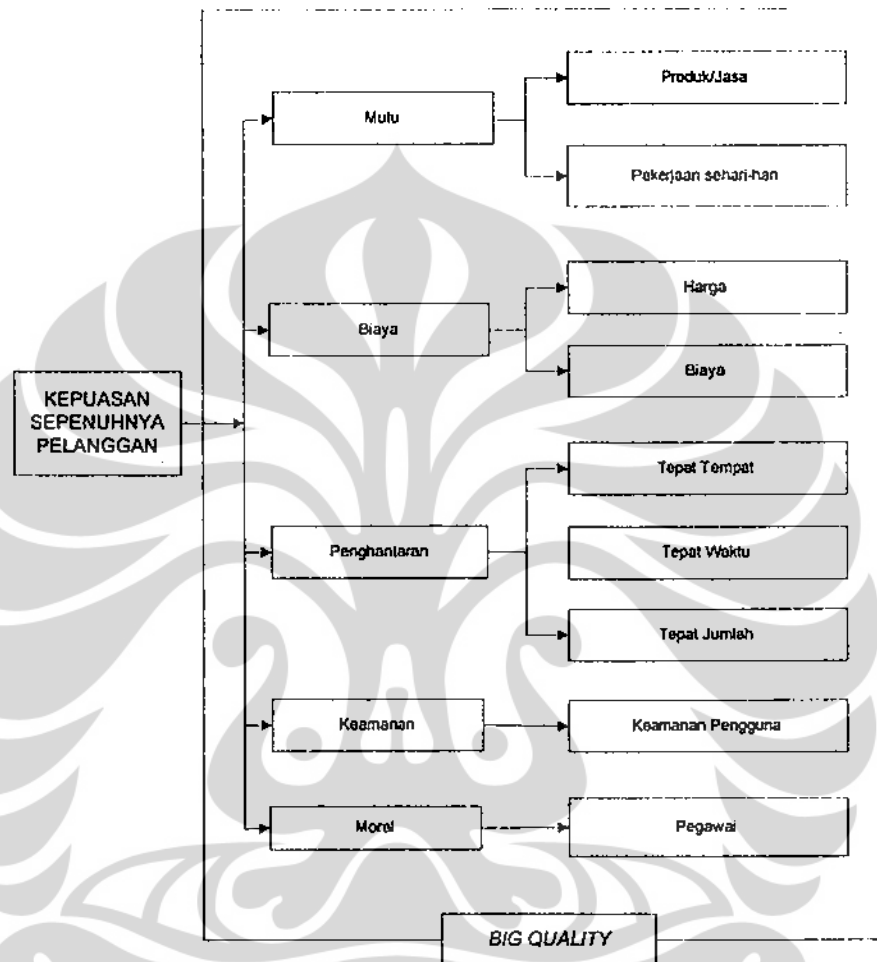 Produk/Jasa
Mutu
Pekerjaan sehari-hari
Harga
Biaya
Biaya
KEPUASAN
SEPENUHNYA
PELANGGAN
Tepat Tempat
Penghantaran
Tepat Waktu
Tepat Jumlah
Keamanan
Keamanan Pengguna
Moral
Pegawai
BIG QUALITY